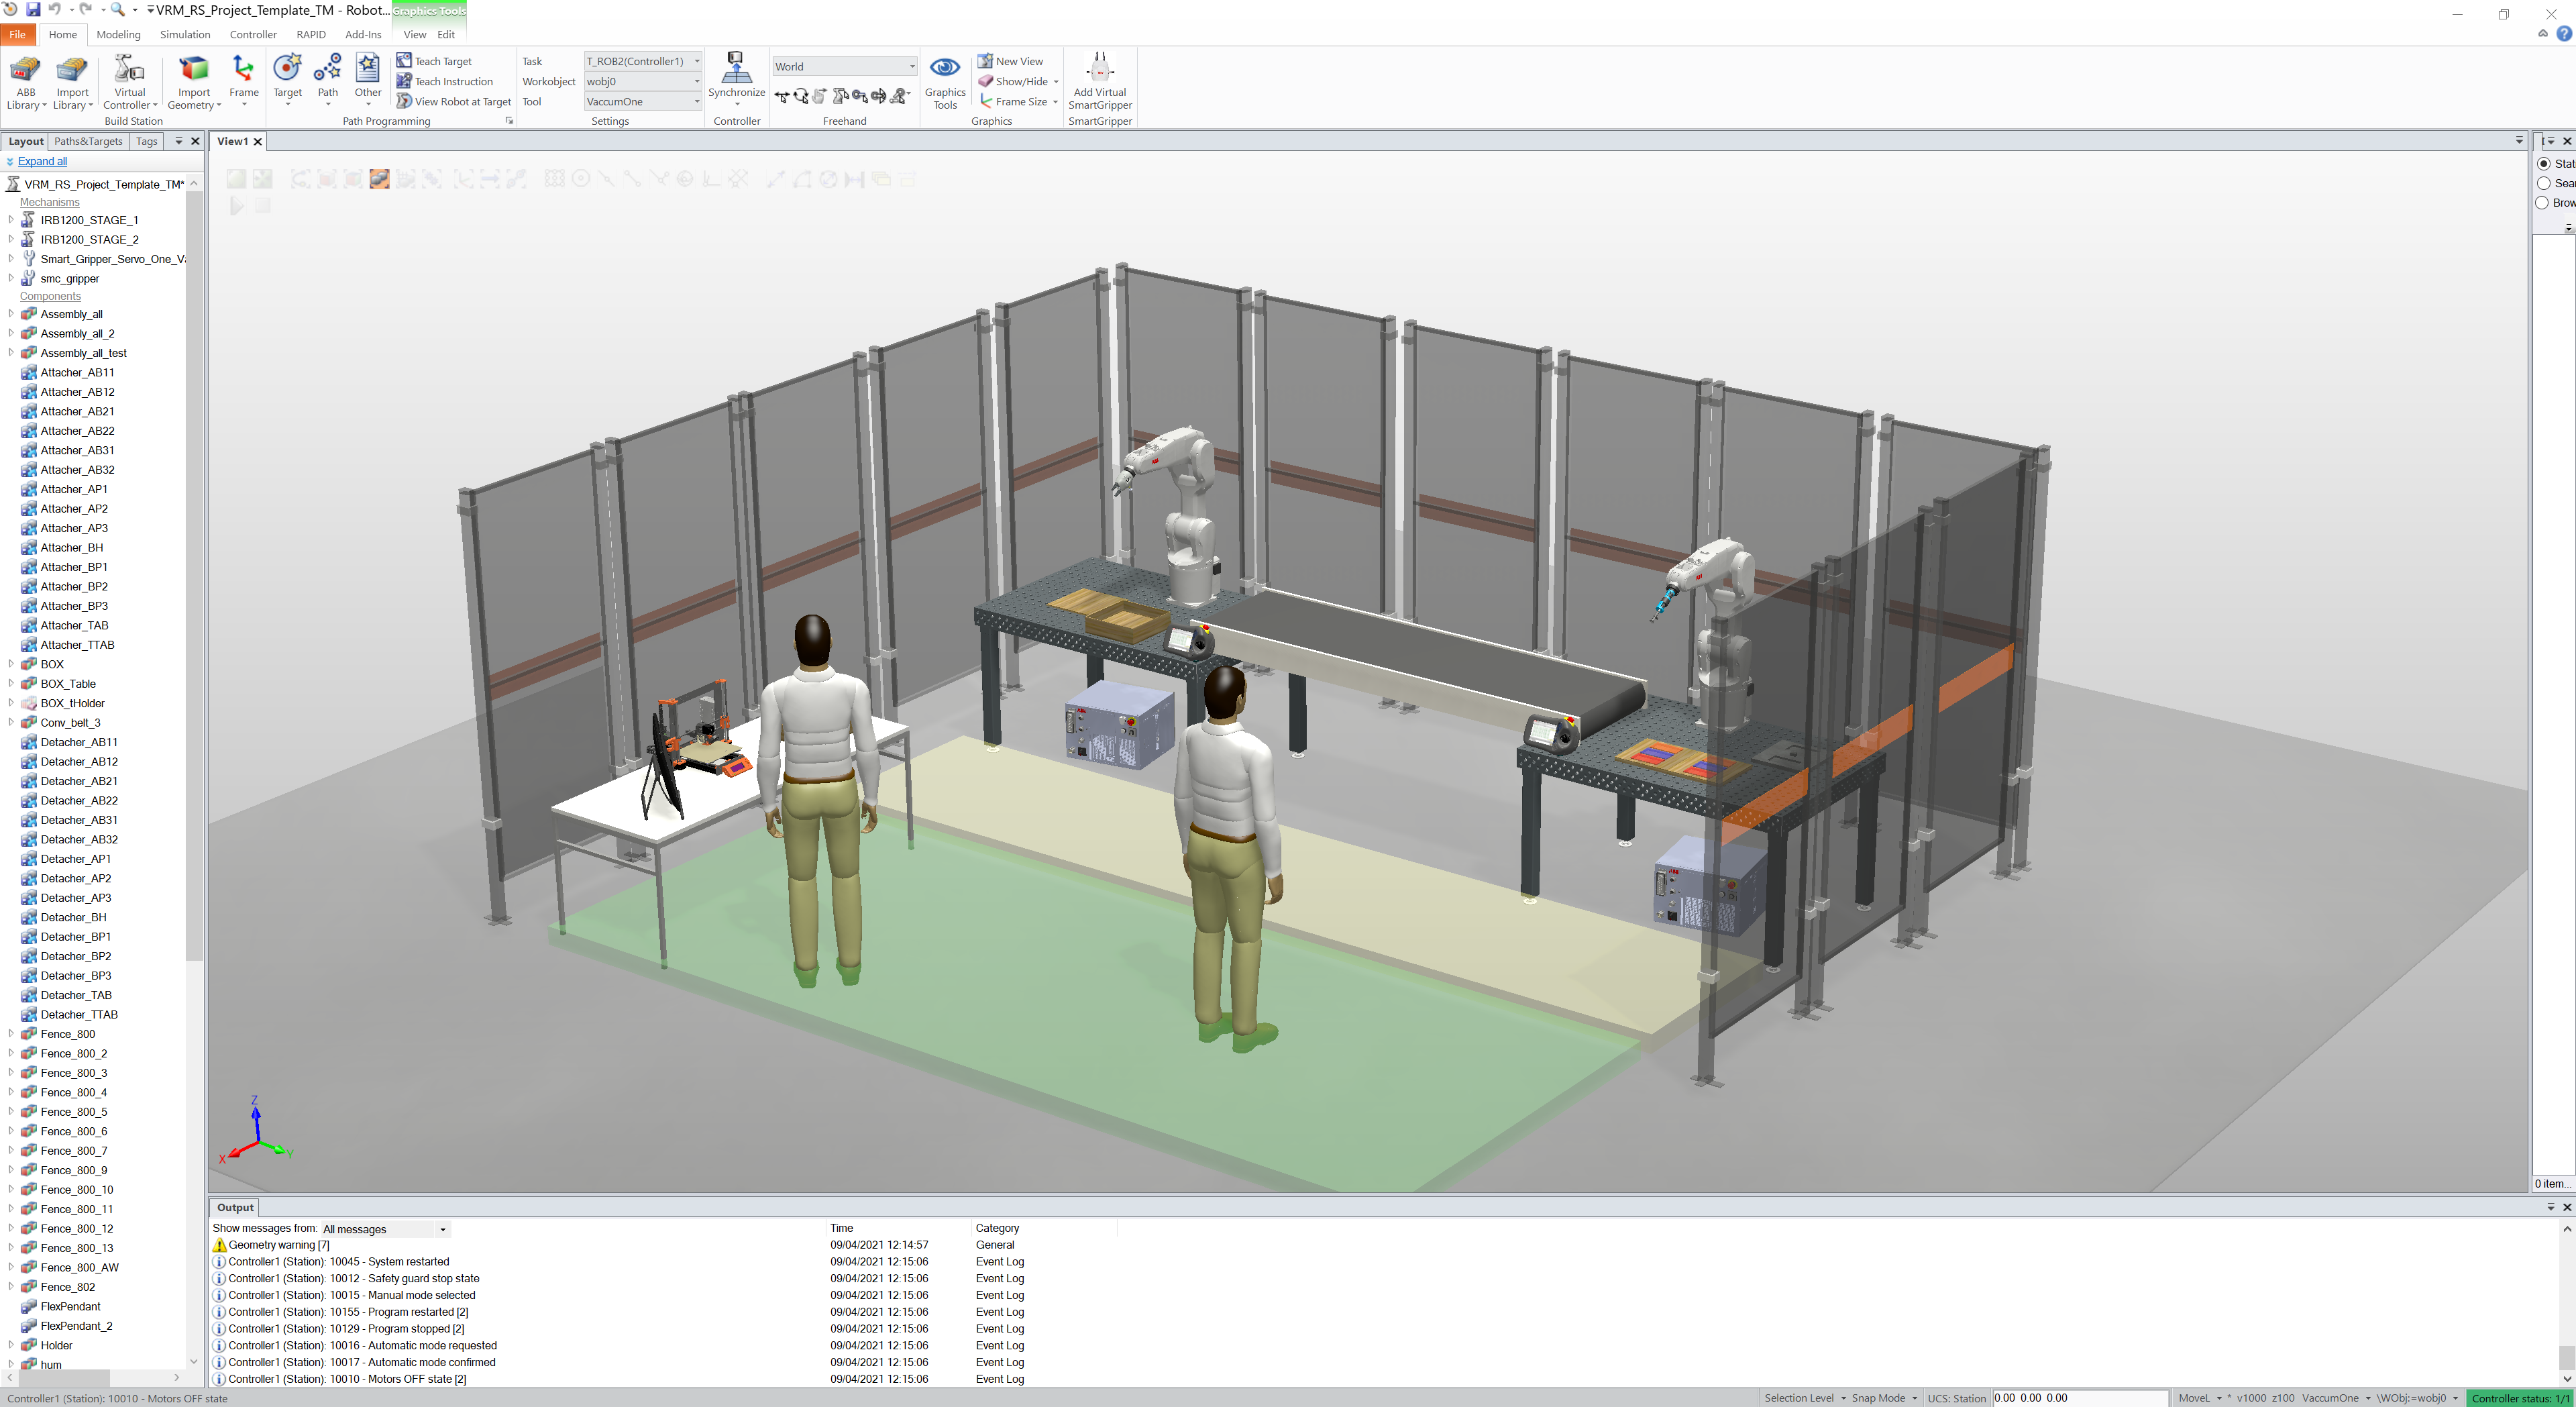 VRM_RS_Project_Template_TM - Robot...
Graphics Tools
File Home Modeling Simulation Controller RAPID Add-Ins View Edit
ABB Library
Import Library
Virtual Controller
Import Geometry
Frame
Build Station
Target
Path
Other
Teach Target
Teach Instruction
View Robot at Target
Path Programming
Task T_ROB2(Controller1)
Workobject wobj0
Tool VaccumOne
Settings
Synchronize
Controller
World
Freehand
Graphics Tools
New View
Show/Hide
Frame Size
Graphics
Add Virtual SmartGripper
SmartGripper
Layout Paths&Targets Tags
Expand all
VRM_RS_Project_Template_TM*
Mechanisms
IRB1200_STAGE_1
IRB1200_STAGE_2
Smart_Gripper_Servo_One_Va
smc_gripper
Components
Assembly_all
Assembly_all_2
Assembly_all_test
Attacher_AB11
Attacher_AB12
Attacher_AB21
Attacher_AB22
Attacher_AB31
Attacher_AB32
Attacher_AP1
Attacher_AP2
Attacher_AP3
Attacher_BH
Attacher_BP1
Attacher_BP2
Attacher_BP3
Attacher_TAB
Attacher_TTAB
BOX
BOX_Table
BOX_tHolder
Conv_belt_3
Detacher_AB11
Detacher_AB12
Detacher_AB21
Detacher_AB22
Detacher_AB31
Detacher_AB32
Detacher_AP1
Detacher_AP2
Detacher_AP3
Detacher_BH
Detacher_BP1
Detacher_BP2
Detacher_BP3
Detacher_TAB
Detacher_TTAB
Fence_800
Fence_800_2
Fence_800_3
Fence_800_4
Fence_800_5
Fence_800_6
Fence_800_7
Fence_800_9
Fence_800_10
Fence_800_11
Fence_800_12
Fence_800_13
Fence_800_AW
Fence_802
FlexPendant
FlexPendant_2
Holder
hum
View1
Z
X
Y
Stat
Sear
Brow
0 item...
Output
Show messages from: All messages Time Category
Geometry warning [7] 09/04/2021 12:14:57 General
Controller1 (Station): 10045 - System restarted 09/04/2021 12:15:06 Event Log
Controller1 (Station): 10012 - Safety guard stop state 09/04/2021 12:15:06 Event Log
Controller1 (Station): 10015 - Manual mode selected 09/04/2021 12:15:06 Event Log
Controller1 (Station): 10155 - Program restarted [2] 09/04/2021 12:15:06 Event Log
Controller1 (Station): 10129 - Program stopped [2] 09/04/2021 12:15:06 Event Log
Controller1 (Station): 10016 - Automatic mode requested 09/04/2021 12:15:06 Event Log
Controller1 (Station): 10017 - Automatic mode confirmed 09/04/2021 12:15:06 Event Log
Controller1 (Station): 10010 - Motors OFF state [2] 09/04/2021 12:15:06 Event Log
Controller1 (Station): 10010 - Motors OFF state Selection Level Snap Mode UCS: Station 0.00 0.00 0.00 MoveL * v1000 z100 VaccumOne \WObj:=wobj0 Controller status: 1/1